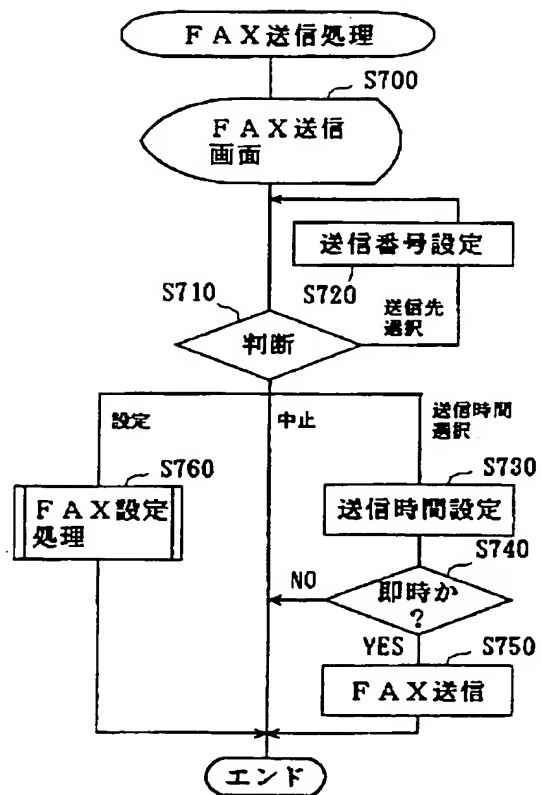 FAX送信処理
S700
FAX送信
画面
送信番号設定
S720
S710
送信先
選択
判断
設定
中止
送信時間
選択
S760
FAX設定
処理
S730
送信時間設定
S740
NO
即時か
?
YES
S750
FAX送信
エンド